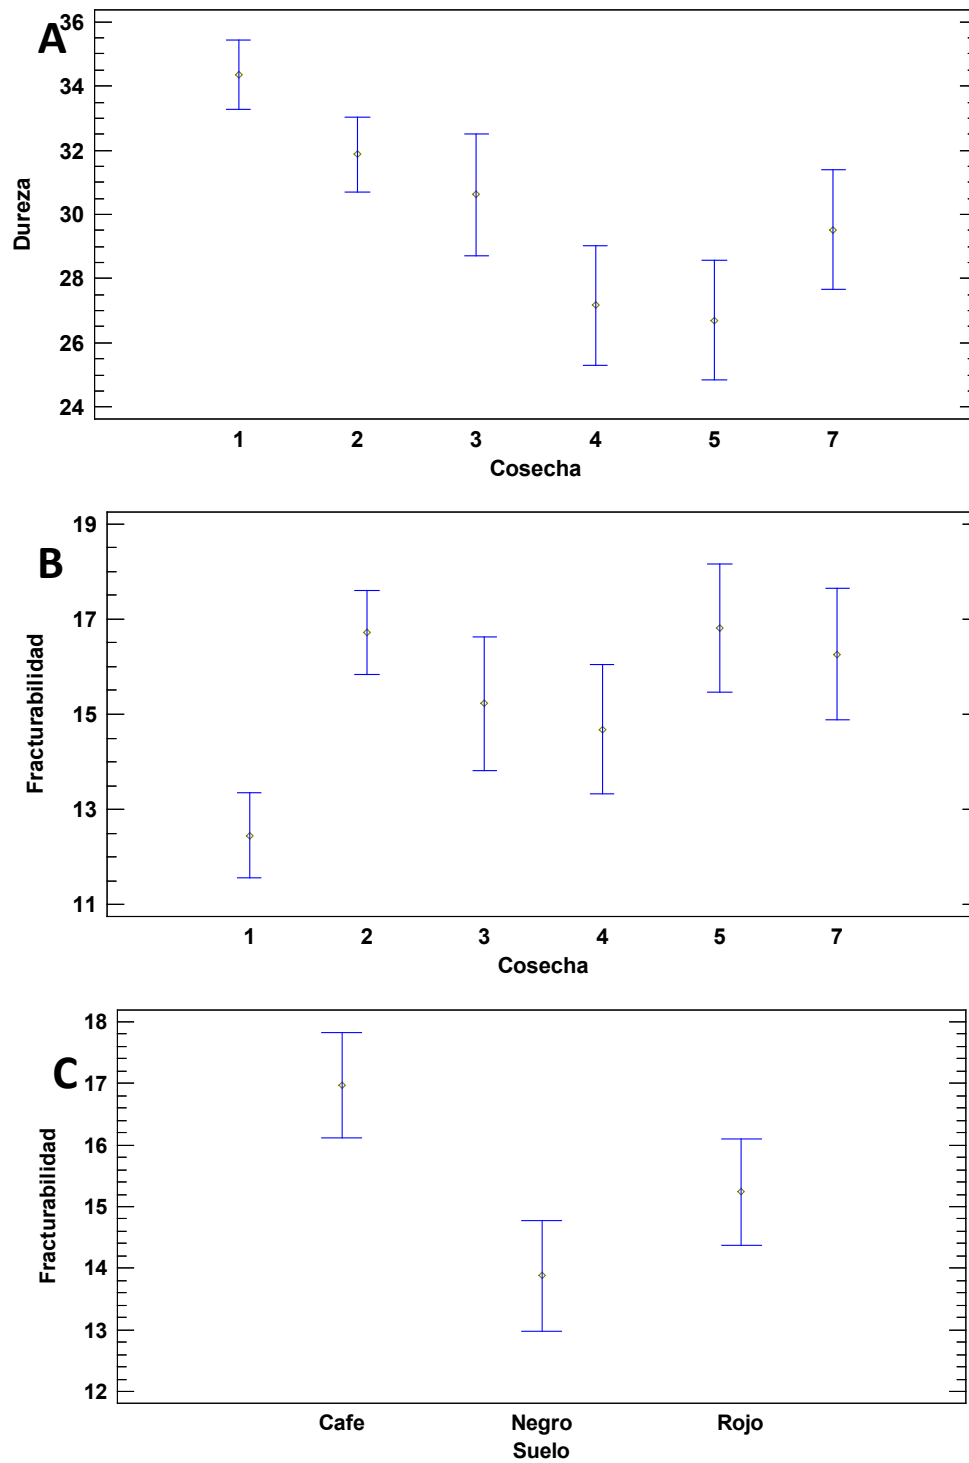 A
36
34
32
30
28
26
24
Dureza
1 2 3 4 5 7
Cosecha
B
19
17
15
13
11
Fracturabilidad
1 2 3 4 5 7
Cosecha
C
18
17
16
15
14
13
12
Fracturabilidad
Cafe Negro Rojo
Suelo